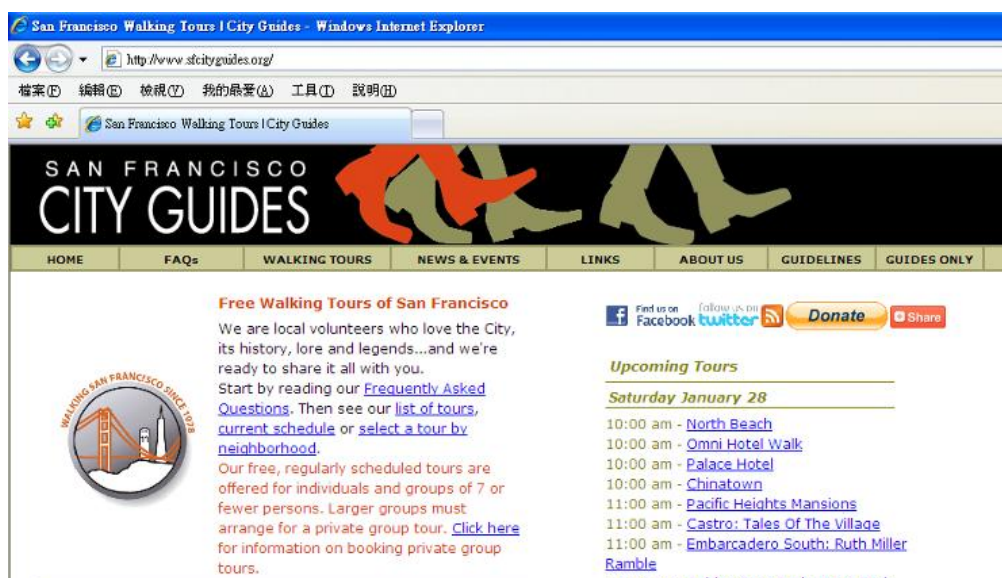 San Francisco Walking Tours | City Guides - Windows Internet Explorer
http://www.sfcityguides.org/
檔案(F) 編輯(E) 檢視(V) 我的最愛(A) 工具(T) 說明(H)
San Francisco Walking Tours | City Guides
SAN FRANCISCO
CITY GUIDES
HOME FAQs WALKING TOURS NEWS & EVENTS LINKS ABOUT US GUIDELINES GUIDES ONLY
WALKING SAN FRANCISCO SINCE 1978
Free Walking Tours of San Francisco
We are local volunteers who love the City,
its history, lore and legends...and we're
ready to share it all with you.
Start by reading our Frequently Asked
Questions. Then see our list of tours,
current schedule or select a tour by
neighborhood.
Our free, regularly scheduled tours are
offered for individuals and groups of 7 or
fewer persons. Larger groups must
arrange for a private group tour. Click here
for information on booking private group
tours.
Find us on
Facebook
follow us on
twitter
Donate
Share
Upcoming Tours
Saturday January 28
10:00 am - North Beach
10:00 am - Omni Hotel Walk
10:00 am - Palace Hotel
10:00 am - Chinatown
11:00 am - Pacific Heights Mansions
11:00 am - Castro: Tales Of The Village
11:00 am - Embarcadero South: Ruth Miller
Ramble